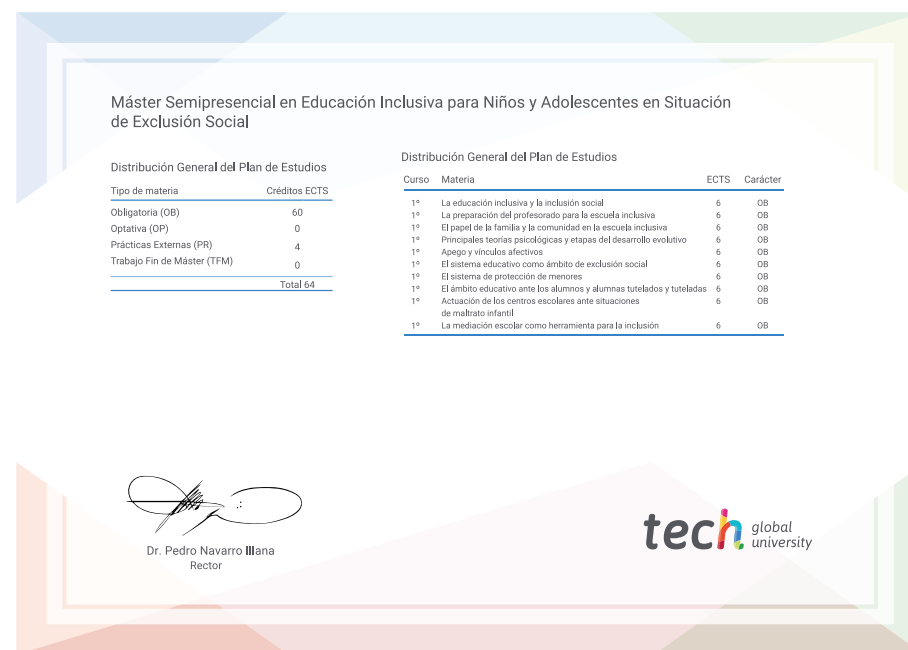 Máster Semipresencial en Educación Inclusiva para Niños y Adolescentes en Situación
de Exclusión Social
Distribución General del Plan de Estudios
Tipo de materia Créditos ECTS
Obligatoria (OB) 60
Optativa (OP) 0
Prácticas Externas (PR) 4
Trabajo Fin de Máster (TFM) 0
Total 64
Distribución General del Plan de Estudios
Curso Materia ECTS Carácter
1º La educación inclusiva y la inclusión social 6 OB
1º La preparación del profesorado para la escuela inclusiva 6 OB
1º El papel de la familia y la comunidad en la escuela inclusiva 6 OB
1º Principales teorías psicológicas y etapas del desarrollo evolutivo 6 OB
1º Apego y vínculos afectivos 6 OB
1º El sistema educativo como ámbito de exclusión social 6 OB
1º El sistema de protección de menores 6 OB
1º El ámbito educativo ante los alumnos y alumnas tutelados y tuteladas 6 OB
1º Actuación de los centros escolares ante situaciones
de maltrato infantil 6 OB
1º La mediación escolar como herramienta para la inclusión 6 OB
Dr. Pedro Navarro Illana
Rector
tech global
university